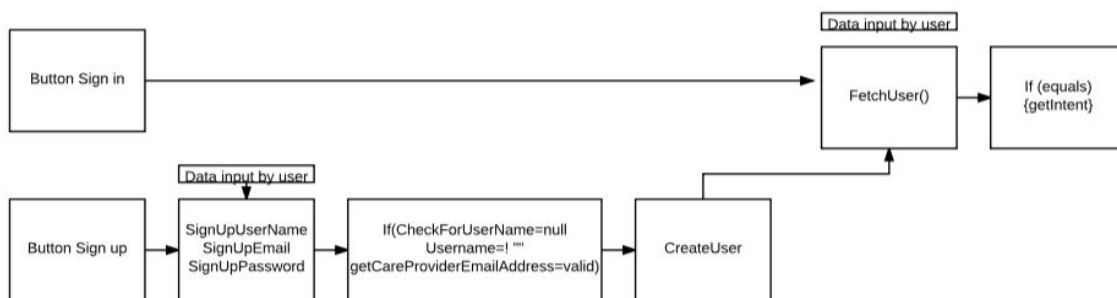 Data input by user
Button Sign in
FetchUser()
If (equals)
{getIntent}
Data input by user
Button Sign up
SignUpUserName
SignUpEmail
SignUpPassword
If(CheckForUserName=null
Username=! ""
getCareProviderEmailAddress=valid)
CreateUser